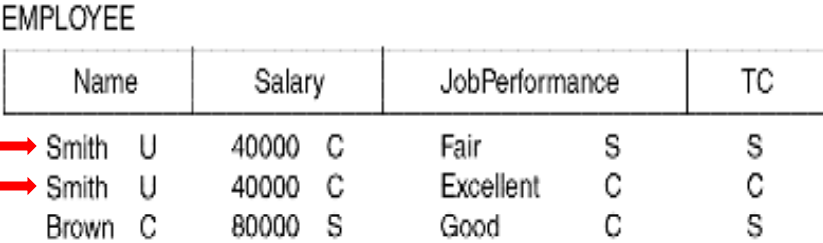 EMPLOYEE
Name Salary JobPerformance TC
Smith U 40000 C Fair S S
Smith U 40000 C Excellent C C
Brown C 80000 S Good C S